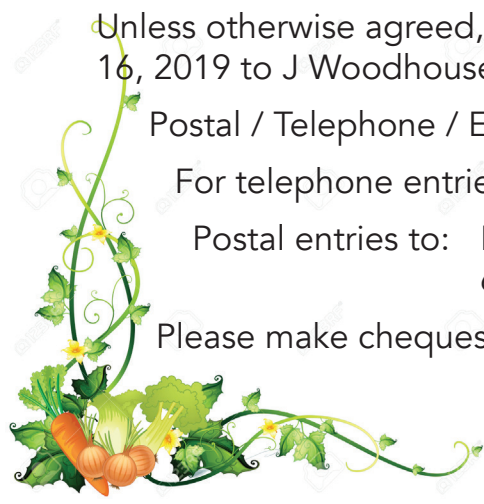 Unless otherwise agreed,
16, 2019 to J Woodhouse
Postal / Telephone / E
For telephone entrie
Postal entries to:
Please make cheques